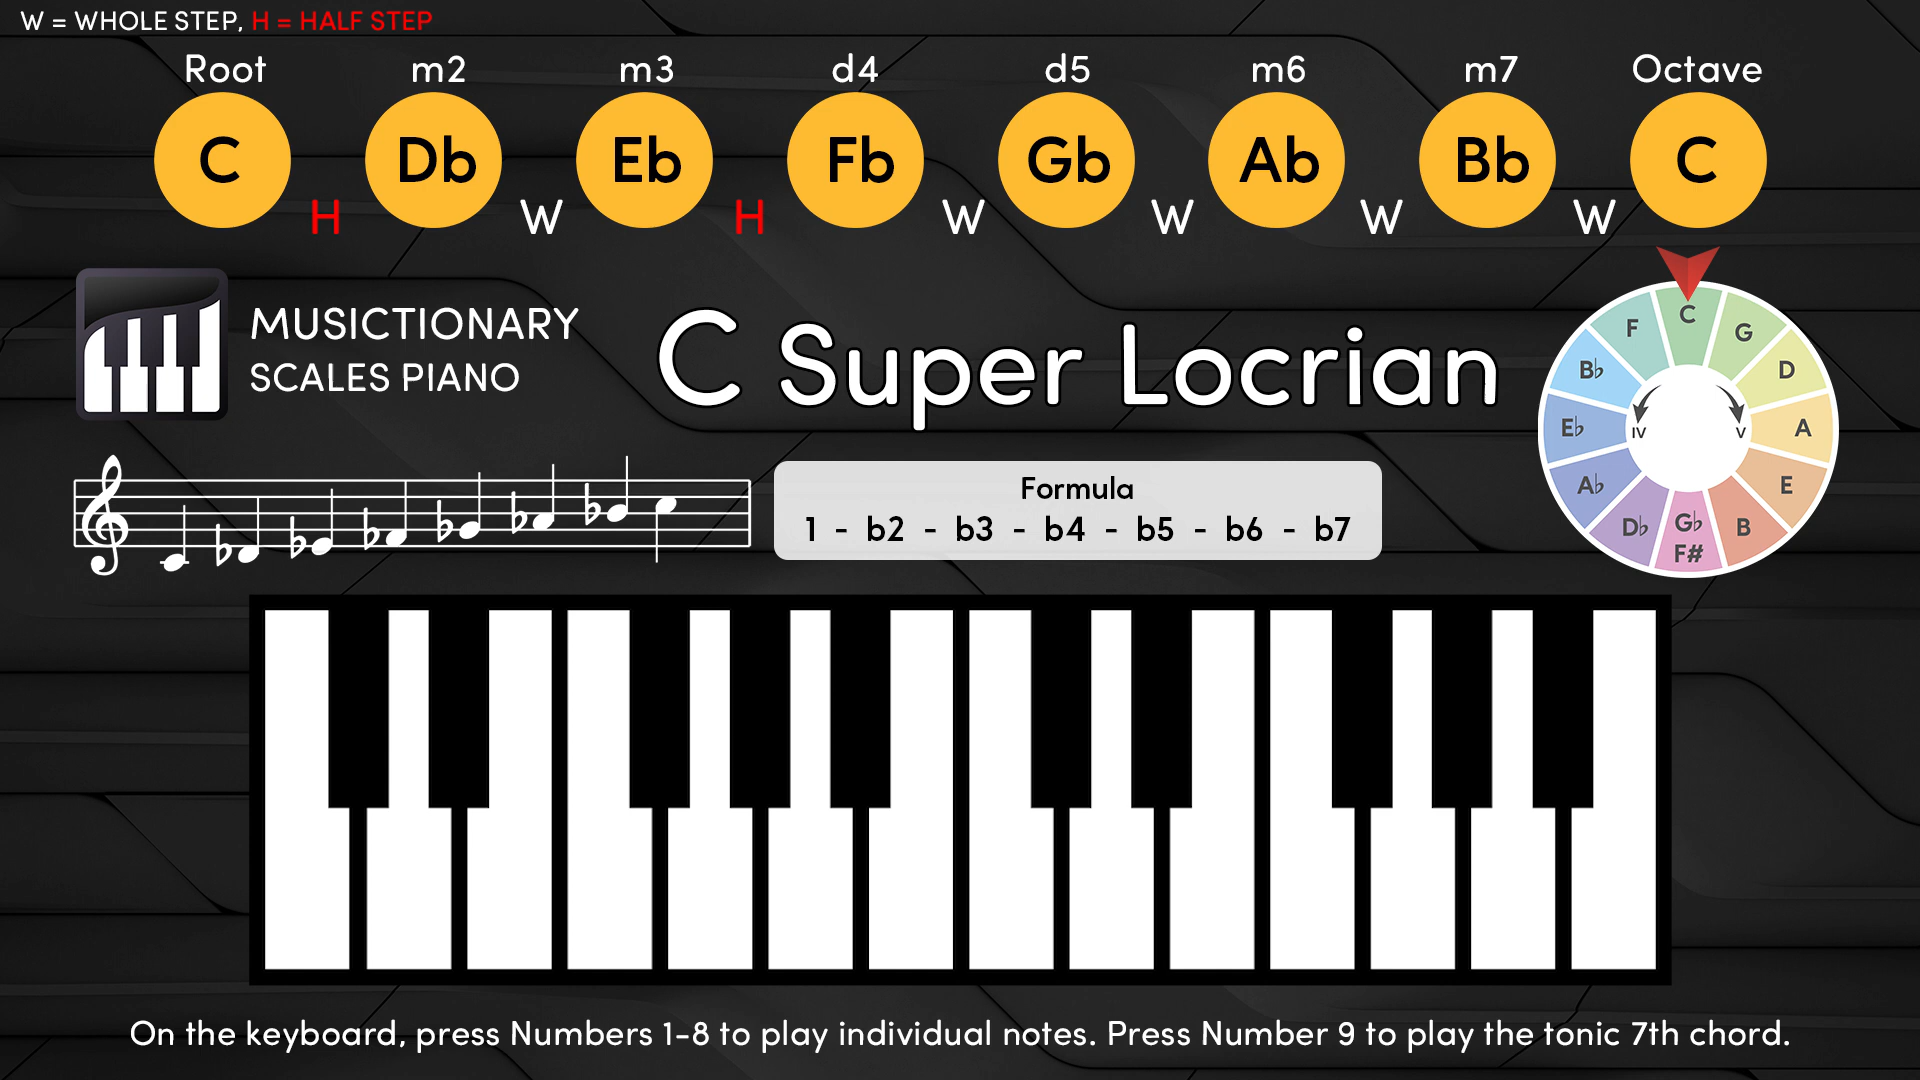 W = WHOLE STEP, H = HALF STEP
Root m2 m3 d4 d5 m6 m7 Octave
C Db Eb Fb Gb Ab Bb C
H W H W W W W
MUSICTIONARY
SCALES PIANO
C Super Locrian
Formula
1 - b2 - b3 - b4 - b5 - b6 - b7
C
G
D
A
E
B
G♭
F#
D♭
A♭
E♭
B♭
F
IV
V
On the keyboard, press Numbers 1-8 to play individual notes. Press Number 9 to play the tonic 7th chord.